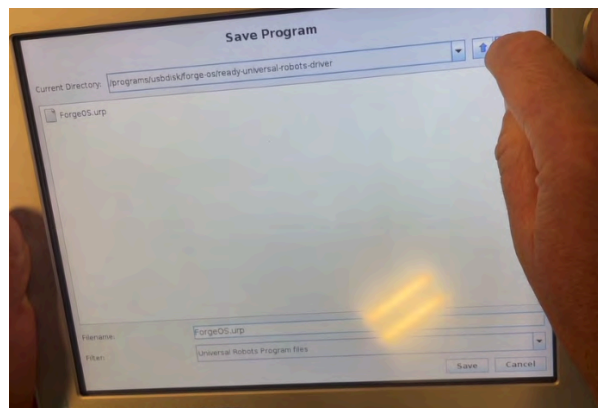 Save Program
Current Directory: /programs/usbdisk/forge-os/ready-universal-robots-driver
ForgeOS.urp
Filename: ForgeOS.urp
Filter: Universal Robots Program files
Save Cancel